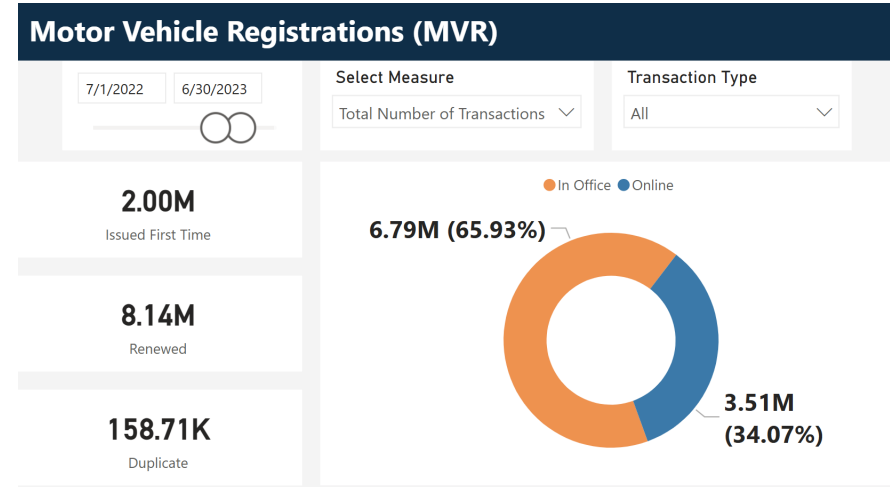 Motor Vehicle Registrations (MVR)
7/1/2022
6/30/2023
Select Measure
Total Number of Transactions
Transaction Type
All
2.00M
Issued First Time
8.14M
Renewed
158.71K
Duplicate
In Office Online
6.79M (65.93%)
3.51M
(34.07%)